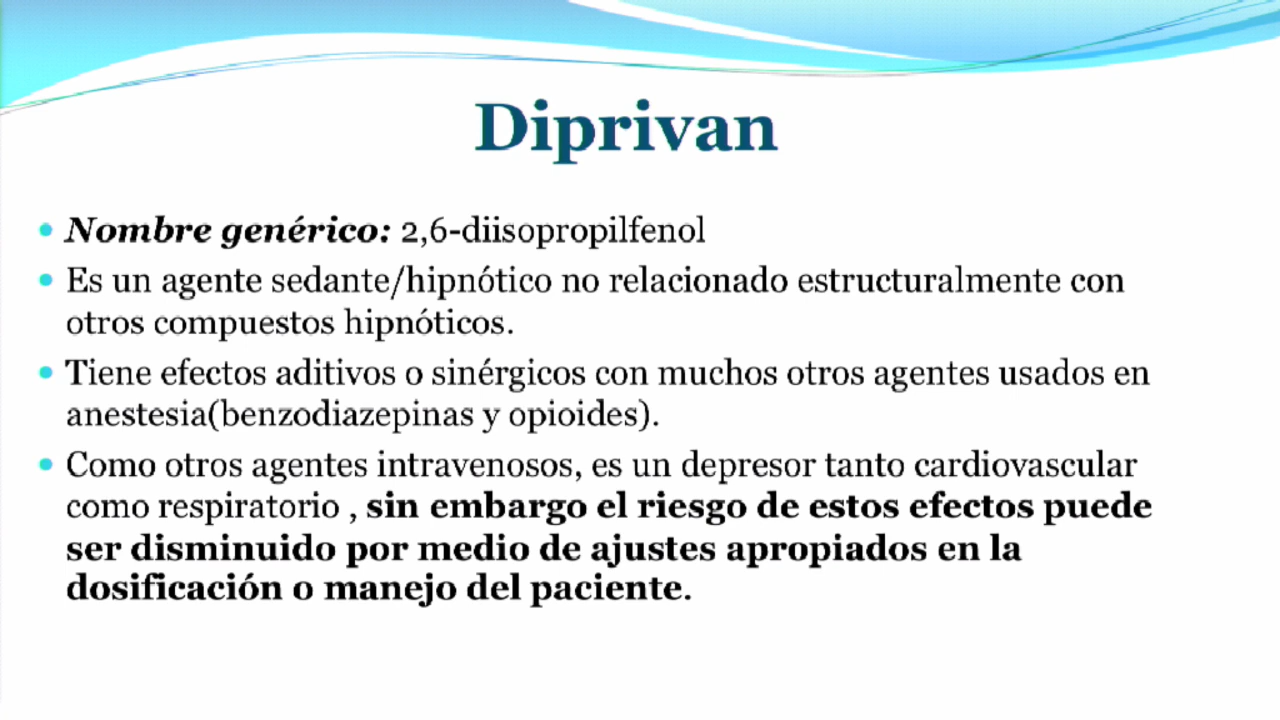 Diprivan
• Nombre genérico: 2,6-diisopropilfenol
• Es un agente sedante/hipnótico no relacionado estructuralmente con
otros compuestos hipnóticos.
• Tiene efectos aditivos o sinérgicos con muchos otros agentes usados en
anestesia(benzodiazepinas y opioides).
• Como otros agentes intravenosos, es un depresor tanto cardiovascular
como respiratorio , sin embargo el riesgo de estos efectos puede
ser disminuido por medio de ajustes apropiados en la
dosificación o manejo del paciente.